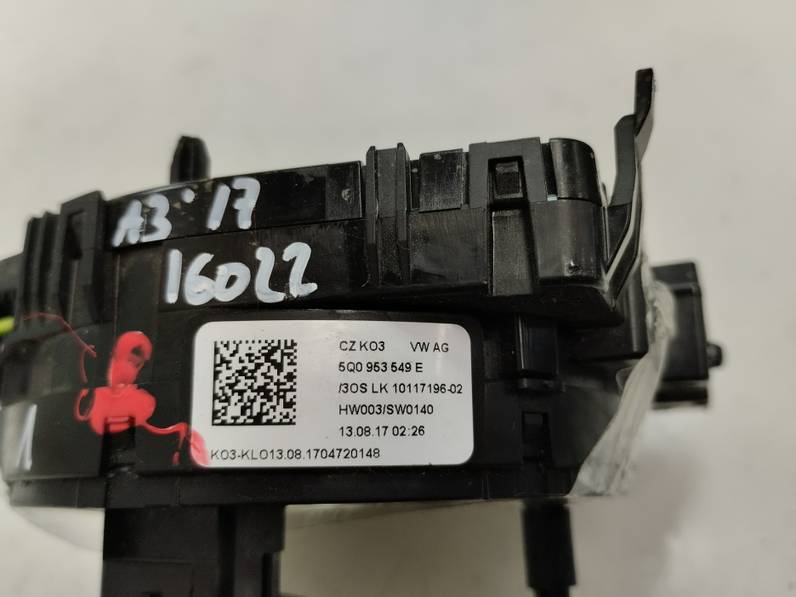 A3'17
16022
CZ K03 VW AG
5Q0 953 549 E
/3OS LK 10117196-02
HW003/SW0140
13.08.17 02:26
K03-KLO13.08.1704720148
1